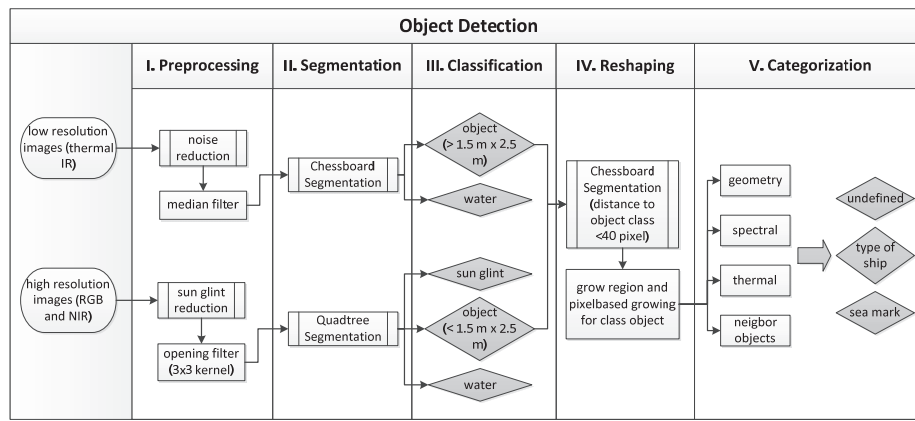 Object Detection
I. Preprocessing
II. Segmentation
III. Classification
IV. Reshaping
V. Categorization
low resolution
images (thermal
IR)
noise
reduction
median filter
Chessboard
Segmentation
object
(> 1.5 m x 2.5
m)
water
high resolution
images (RGB
and NIR)
sun glint
reduction
opening filter
(3x3 kernel)
Quadtree
Segmentation
sun glint
object
(< 1.5 m x 2.5
m)
water
Chessboard
Segmentation
(distance to
object class
<40 pixel)
grow region and
pixelbased growing
for class object
geometry
spectral
thermal
neigbor
objects
undefined
type of
ship
sea mark